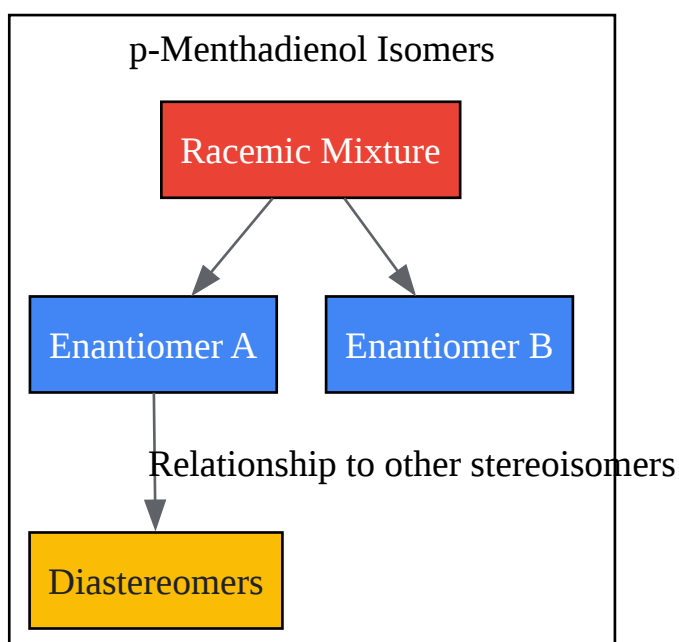 p-Menthadienol Isomers
Racemic Mixture
Enantiomer A
Enantiomer B
Relationship to other stereoisomers
Diastereomers